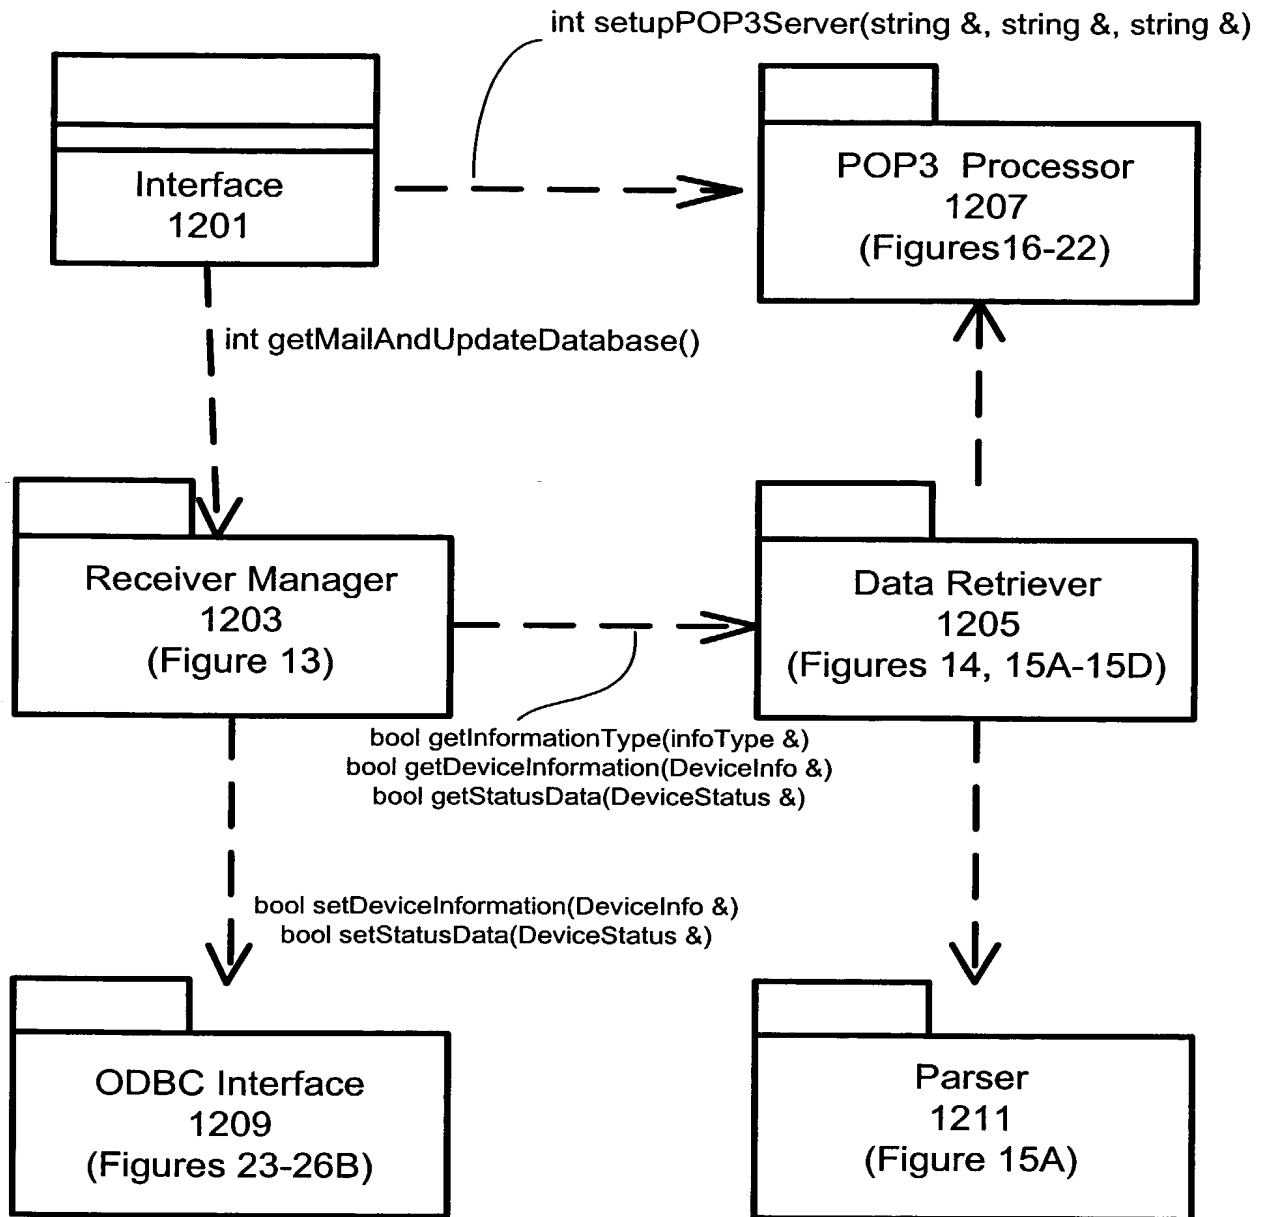 int setupPOP3Server(string &, string &, string &)
Interface
1201
POP3 Processor
1207
(Figures16-22)
int getMailAndUpdateDatabase()
Receiver Manager
1203
(Figure 13)
Data Retriever
1205
(Figures 14, 15A-15D)
bool getInformationType(infoType &)
bool getDeviceInformation(DeviceInfo &)
bool getStatusData(DeviceStatus &)
bool setDeviceInformation(DeviceInfo &)
bool setStatusData(DeviceStatus &)
ODBC Interface
1209
(Figures 23-26B)
Parser
1211
(Figure 15A)